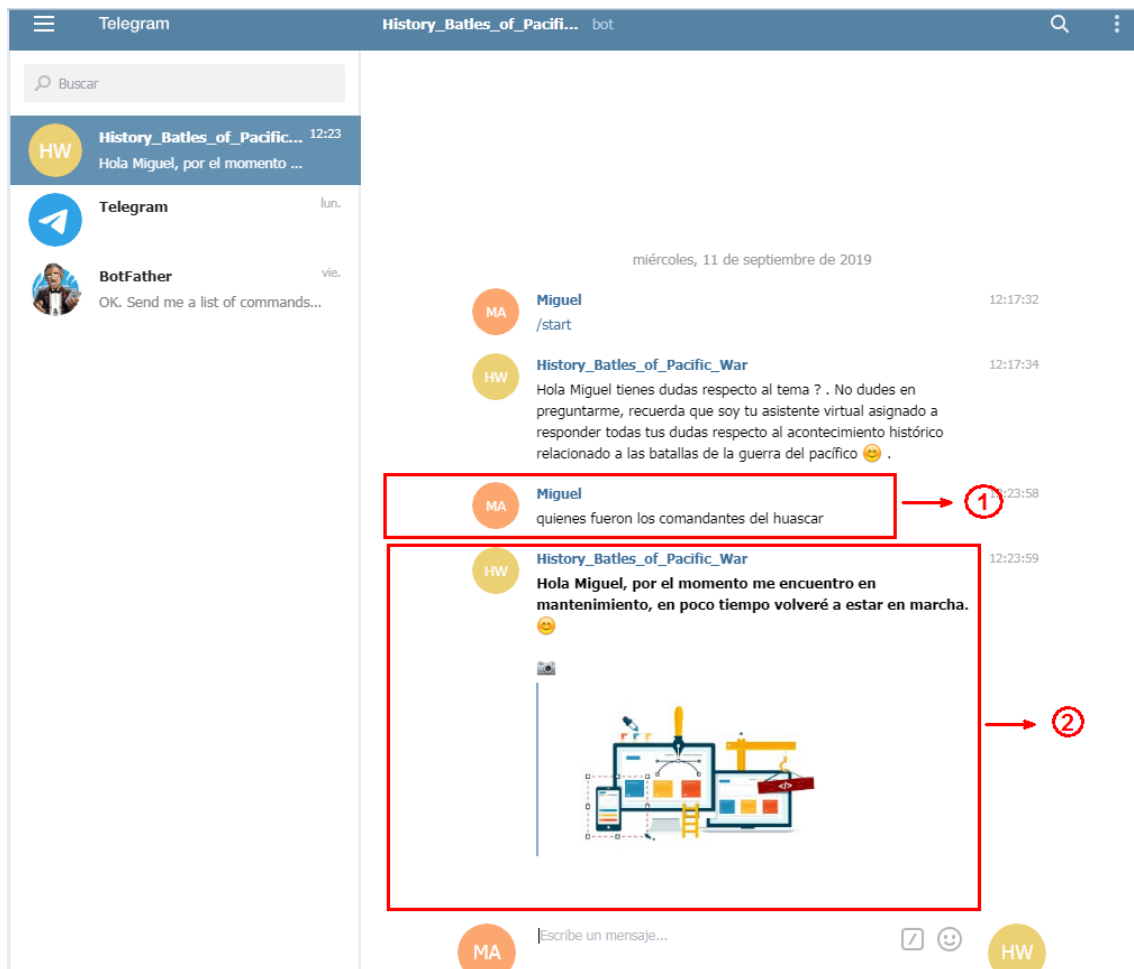 Telegram
History_Batles_of_Pacifi... bot
Buscar
HW
History_Batles_of_Pacific... 12:23
Hola Miguel, por el momento ...
Telegram lun.
BotFather vie.
OK. Send me a list of commands...
miércoles, 11 de septiembre de 2019
MA
Miguel 12:17:32
/start
HW
History_Batles_of_Pacific_War 12:17:34
Hola Miguel tienes dudas respecto al tema ? . No dudes en
preguntarme, recuerda que soy tu asistente virtual asignado a
responder todas tus dudas respecto al acontecimiento histórico
relacionado a las batallas de la guerra del pacífico 😊 .
MA
Miguel 12:23:58
quienes fueron los comandantes del huascar
1
HW
History_Batles_of_Pacific_War 12:23:59
Hola Miguel, por el momento me encuentro en
mantenimiento, en poco tiempo volveré a estar en marcha.
😊
📷
</>
2
MA
Escribe un mensaje...
HW